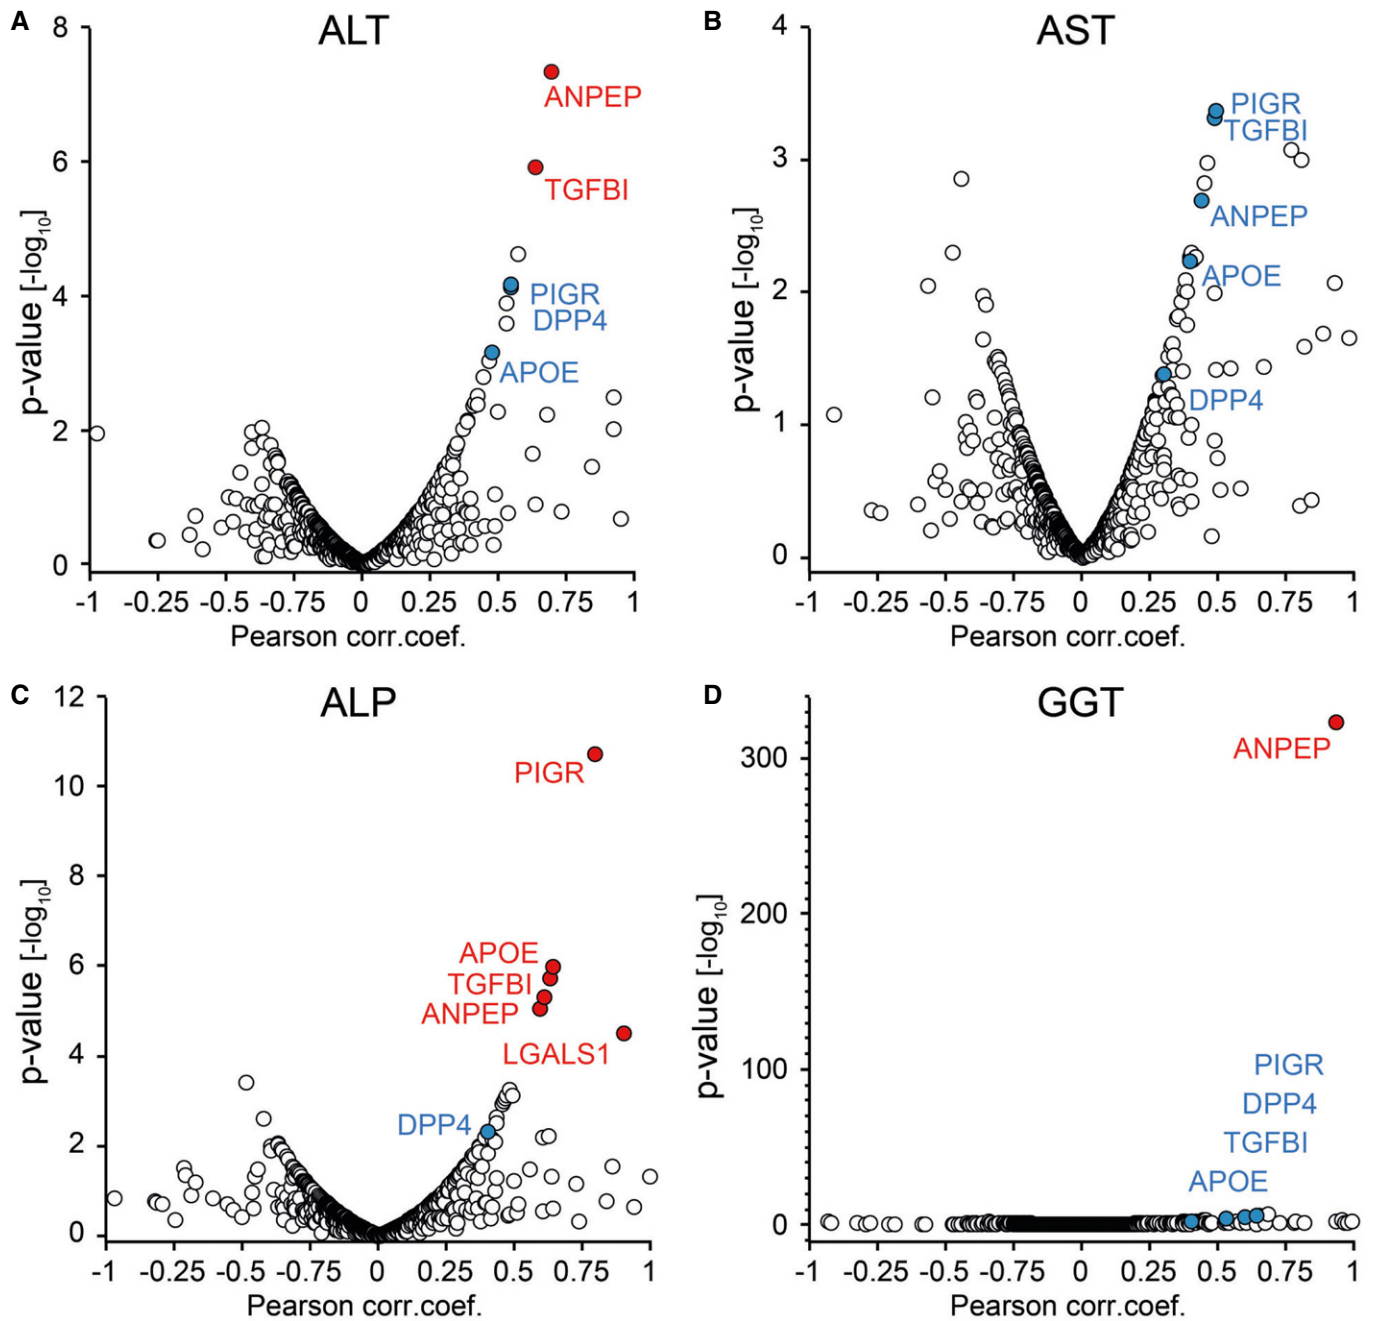 A
ALT
8
6
4
2
0
p-value [-log10]
ANPEP
TGFBI
PIGR
DPP4
APOE
-1 -0.25 -0.5 -0.75 0 0.25 0.5 0.75 1
Pearson corr.coef.
B
AST
4
3
2
1
0
p-value [-log10]
PIGR
TGFBI
ANPEP
APOE
DPP4
-1 -0.25 -0.5 -0.75 0 0.25 0.5 0.75 1
Pearson corr.coef.
C
ALP
12
10
8
6
4
2
0
p-value [-log10]
PIGR
APOE
TGFBI
ANPEP
LGALS1
DPP4
-1 -0.25 -0.5 -0.75 0 0.25 0.5 0.75 1
Pearson corr.coef.
D
GGT
300
200
100
0
p-value [-log10]
ANPEP
PIGR
DPP4
TGFBI
APOE
-1 -0.25 -0.5 -0.75 0 0.25 0.5 0.75 1
Pearson corr.coef.